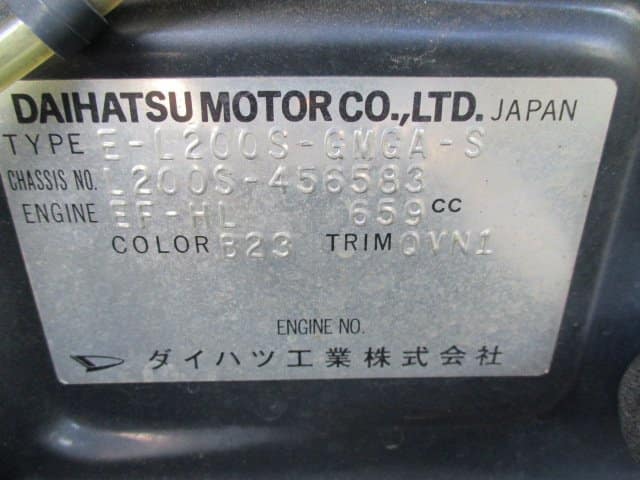 DAIHATSU MOTOR CO.,LTD. JAPAN
TYPE E-L200S-GMGA-S
CHASSIS NO. L200S-456583
ENGINE EF-HL 659 CC
COLOR B23 TRIM QVN1
ENGINE NO.
ダイハツ工業株式会社